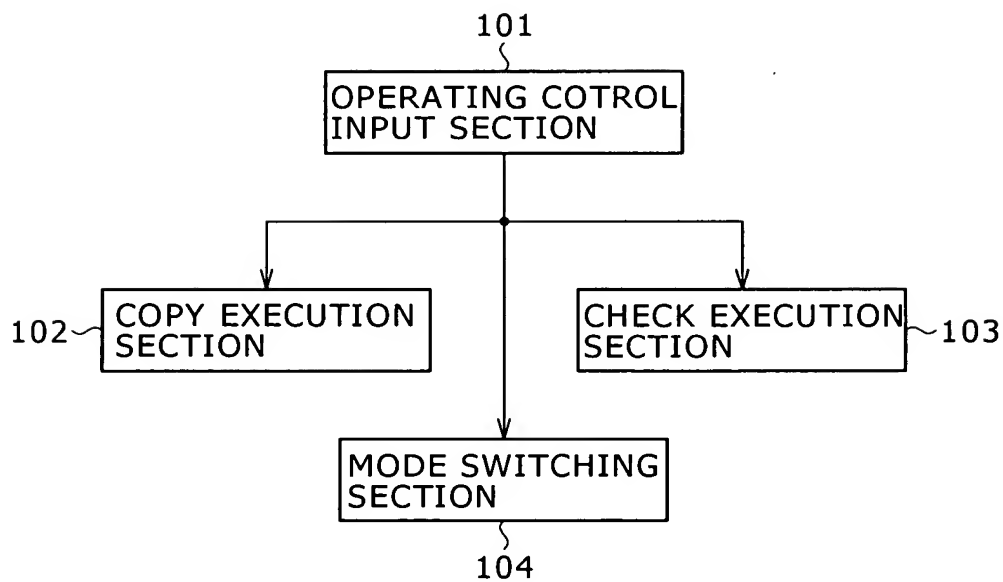 101
OPERATING COTROL
INPUT SECTION
102
COPY EXECUTION
SECTION
CHECK EXECUTION
SECTION
103
MODE SWITCHING
SECTION
104